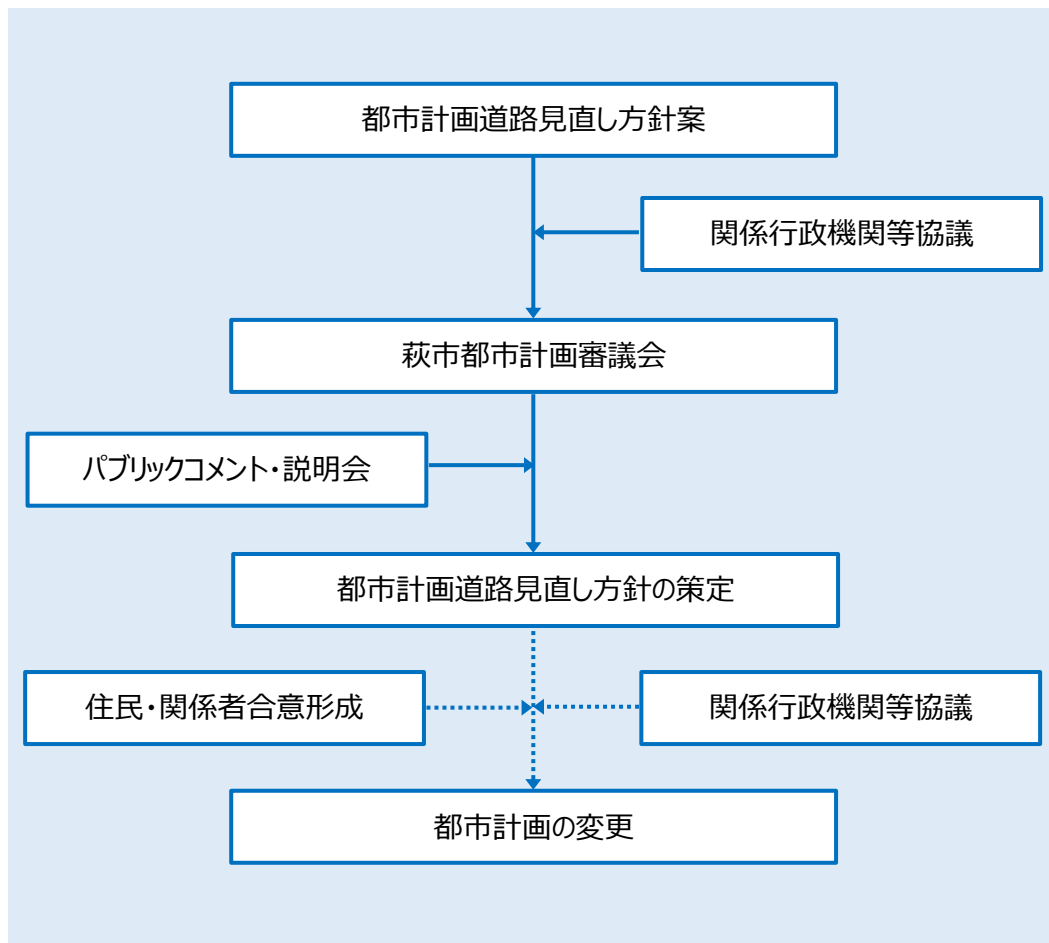 都市計画道路見直し方針案
関係行政機関等協議
萩市都市計画審議会
パブリックコメント・説明会
都市計画道路見直し方針の策定
住民・関係者合意形成
関係行政機関等協議
都市計画の変更